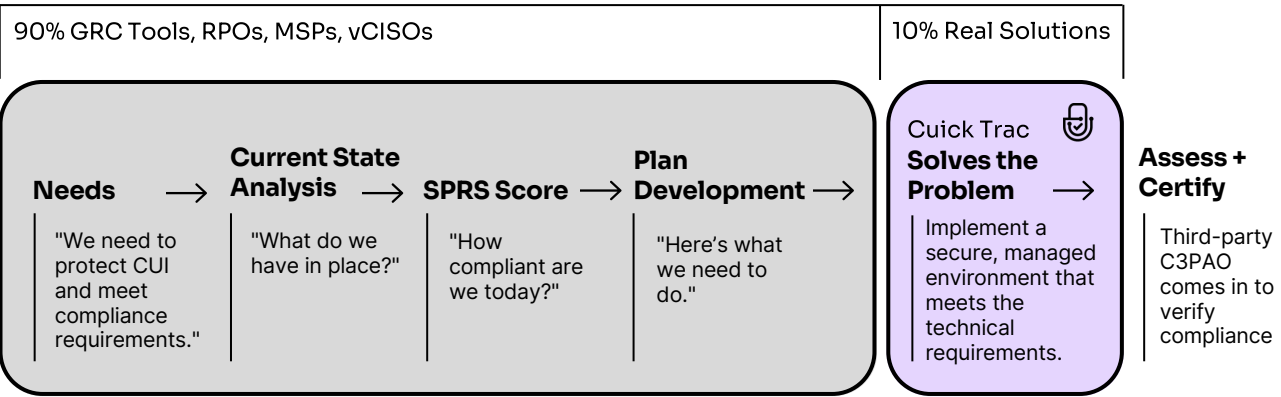 90% GRC Tools, RPOs, MSPs, vCISOs
10% Real Solutions
Needs
"We need to
protect CUI
and meet
compliance
requirements."
Current State
Analysis
"What do we
have in place?"
SPRS Score
"How
compliant are
we today?"
Plan
Development
"Here’s what
we need to
do."
Cuick Trac
Solves the
Problem
Implement a
secure, managed
environment that
meets the
technical
requirements.
Assess +
Certify
Third-party
C3PAO
comes in to
verify
compliance